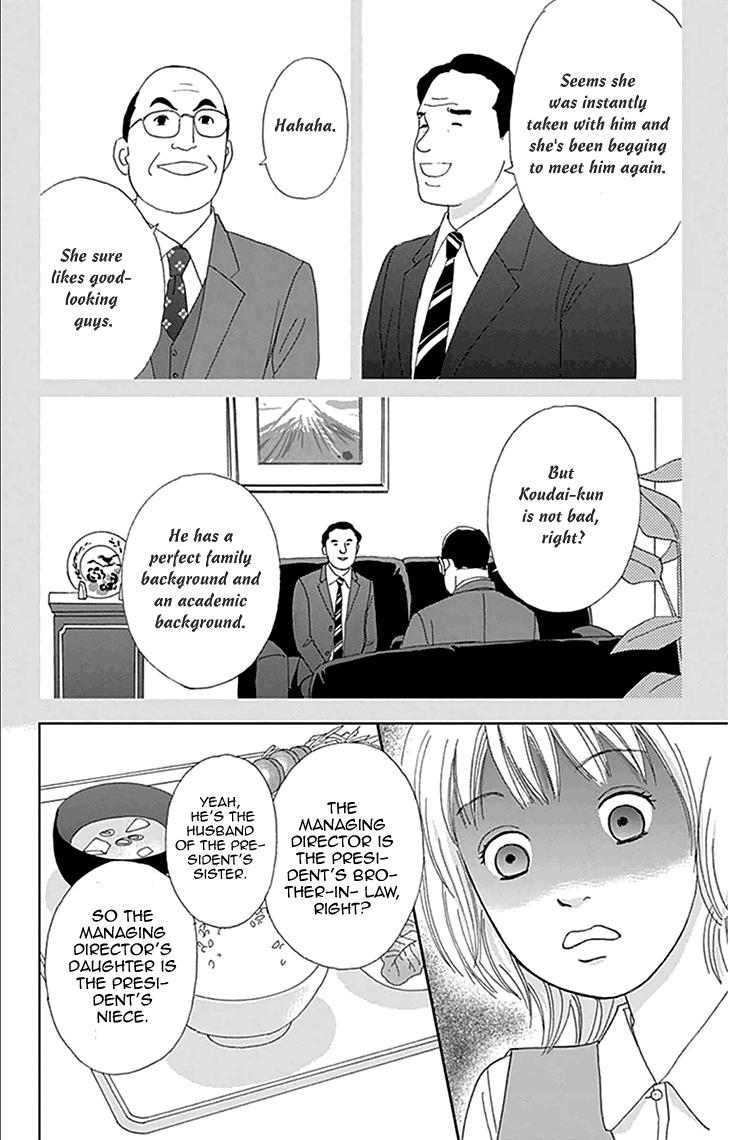 Seems she
was instantly
taken with him and
she's been begging
to meet him again.
Hahaha.
She sure
likes good-
looking
guys.
But
Koudai-kun
is not bad,
right?
He has a
perfect family
background and
an academic
background.
THE
MANAGING
DIRECTOR IS
THE PRESI-
DENT'S BRO-
THER-IN- LAW,
RIGHT?
YEAH,
HE'S THE
HUSBAND
OF THE PRE-
SIDENT'S
SISTER.
SO THE
MANAGING
DIRECTOR'S
DAUGHTER IS
THE PRESI-
DENT'S
NIECE.